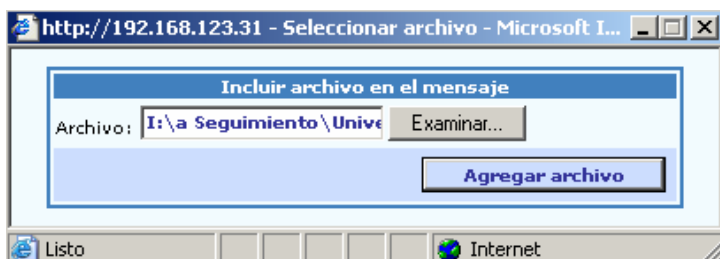 http://192.168.123.31 - Seleccionar archivo - Microsoft I...
Incluir archivo en el mensaje
Archivo: I:\a Seguimiento\Unive Examinar...
Agregar archivo
Listo Internet